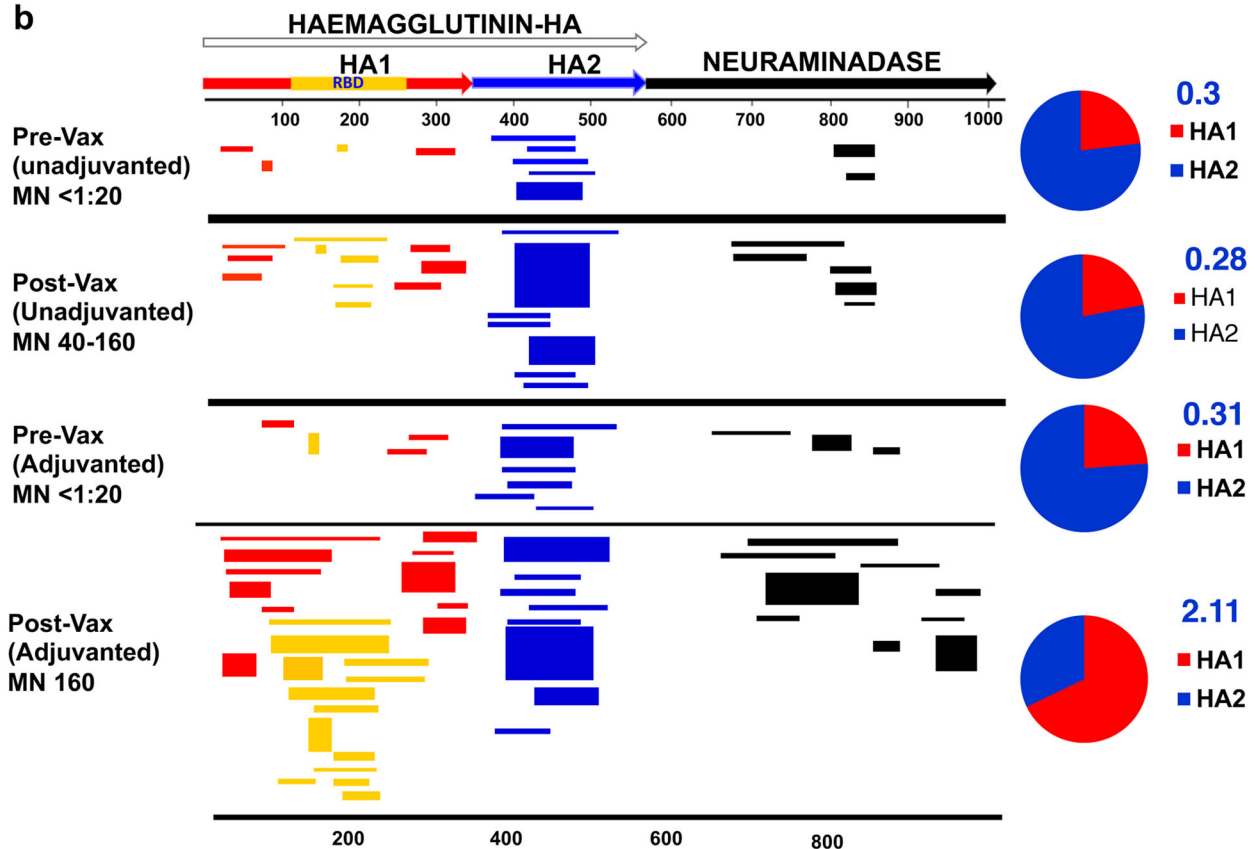 b
HAEMAGGLUTININ-HA
HA1
HA2
NEURAMINADASE
RBD
100 200 300 400 500 600 700 800 900 1000
Pre-Vax
(unadjuvanted)
MN <1:20
0.3
HA1
HA2
Post-Vax
(Unadjuvanted)
MN 40-160
0.28
HA1
HA2
Pre-Vax
(Adjuvanted)
MN <1:20
0.31
HA1
HA2
Post-Vax
(Adjuvanted)
MN 160
2.11
HA1
HA2
200 400 600 800